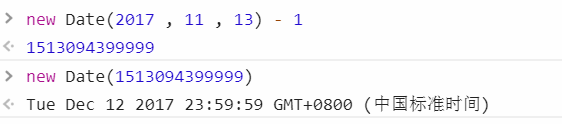 > new Date(2017 , 11 , 13) - 1
< 1513094399999
> new Date(1513094399999)
< Tue Dec 12 2017 23:59:59 GMT+0800 (中国标准时间)